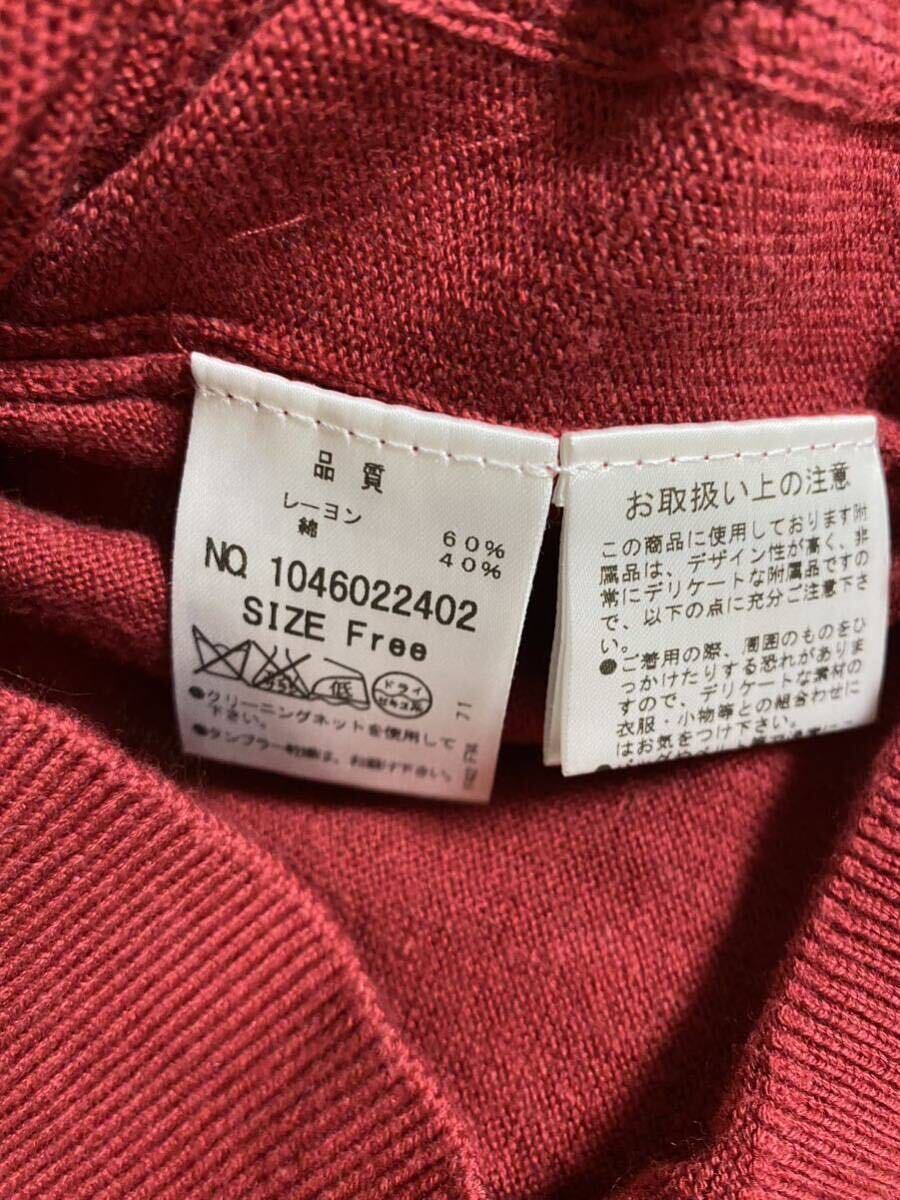 品質
レーヨン 60%
綿 40%
NO. 1046022402
SIZE Free
低
ドライ
セキユ系
●クリーニングネットを使用して
下さい。
●タンブラー乾燥は、お避け下さい。
71
お取扱い上の注意
この商品に使用しております附
属品は、デザイン性が高く、非
常にデリケートな附属品ですの
で、以下の点に充分ご注意下さ
い。
●ご着用の際、周囲のものをひ
っかけたりする恐れがありま
すので、デリケートな素材の
衣服・小物等との組合わせに
はお気をつけ下さい。